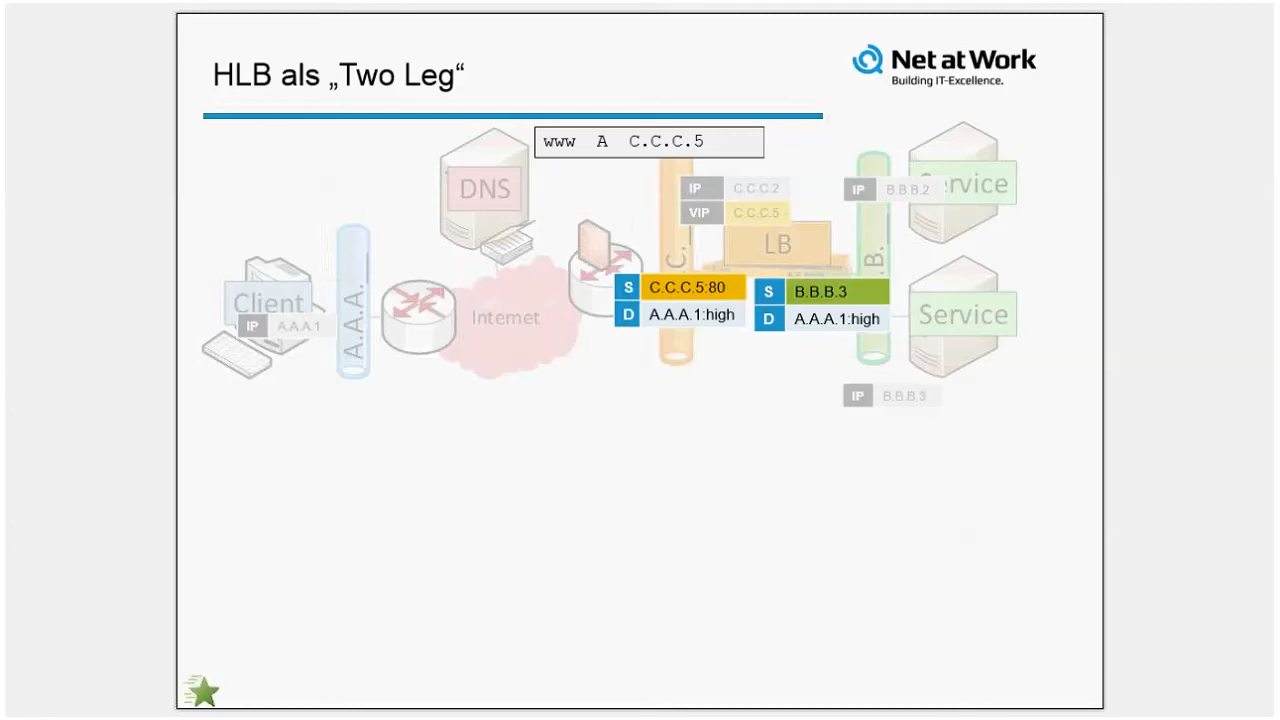 HLB als „Two Leg“
Net at Work
Building IT-Excellence.
www A C.C.C.5
DNS
IP C.C.C.2
VIP C.C.C.5
IP B.B.B.2
Service
LB
C.
.B.
Client
IP A.A.A.1
A.A.A.
Internet
S C.C.C.5:80
D A.A.A.1:high
S B.B.B.3
D A.A.A.1:high
Service
IP B.B.B.3